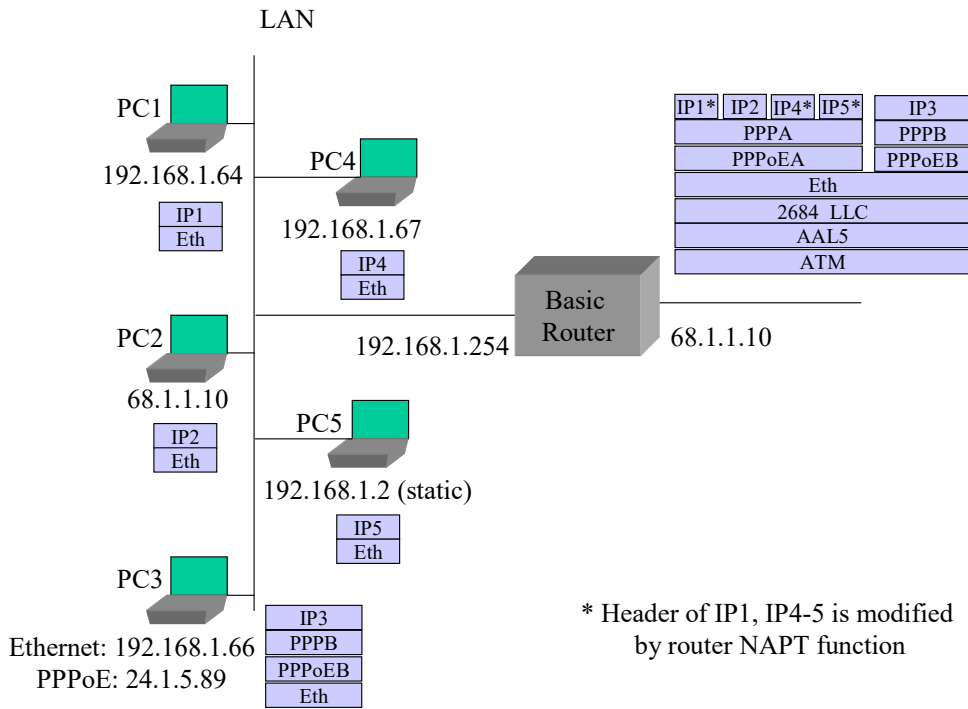 LAN
PC1
192.168.1.64
IP1
Eth
PC4
192.168.1.67
IP4
Eth
IP1* IP2 IP4* IP5* IP3
PPPA PPPB
PPPoEA PPPoEB
Eth
2684 LLC
AAL5
ATM
Basic
Router
192.168.1.254
68.1.1.10
PC2
68.1.1.10
IP2
Eth
PC5
192.168.1.2 (static)
IP5
Eth
PC3
Ethernet: 192.168.1.66
PPPoE: 24.1.5.89
IP3
PPPB
PPPoEB
Eth
* Header of IP1, IP4-5 is modified
by router NAPT function